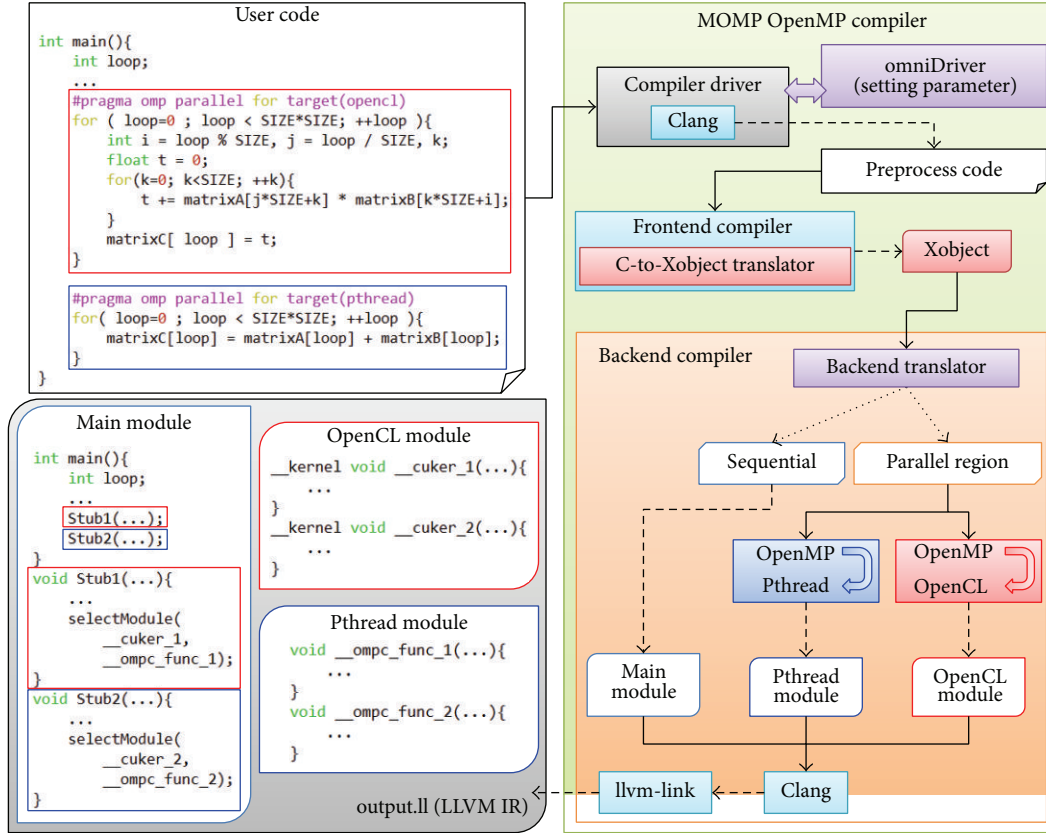 User code
int main(){
int loop;
...
#pragma omp parallel for target(opencl)
for ( loop=0 ; loop < SIZE*SIZE; ++loop ){
int i = loop % SIZE, j = loop / SIZE, k;
float t = 0;
for(k=0; k<SIZE; ++k){
t += matrixA[j*SIZE+k] * matrixB[k*SIZE+i];
}
matrixC[ loop ] = t;
}
#pragma omp parallel for target(pthread)
for( loop=0 ; loop < SIZE*SIZE; ++loop ){
matrixC[loop] = matrixA[loop] + matrixB[loop];
}
}
Main module
int main(){
int loop;
...
Stub1(...);
Stub2(...);
}
void Stub1(...){
...
selectModule(
__cuker_1,
__ompc_func_1);
}
void Stub2(...){
...
selectModule(
__cuker_2,
__ompc_func_2);
}
OpenCL module
__kernel void __cuker_1(...){
...
}
__kernel void __cuker_2(...){
...
}
Pthread module
void __ompc_func_1(...){
...
}
void __ompc_func_2(...){
...
}
output.ll (LLVM IR)
MOMP OpenMP compiler
Compiler driver
Clang
omniDriver
(setting parameter)
Preprocess code
Frontend compiler
C-to-Xobject translator
Xobject
Backend compiler
Backend translator
Sequential
Parallel region
OpenMP
Pthread
OpenMP
OpenCL
Main
module
Pthread
module
OpenCL
module
llvm-link
Clang